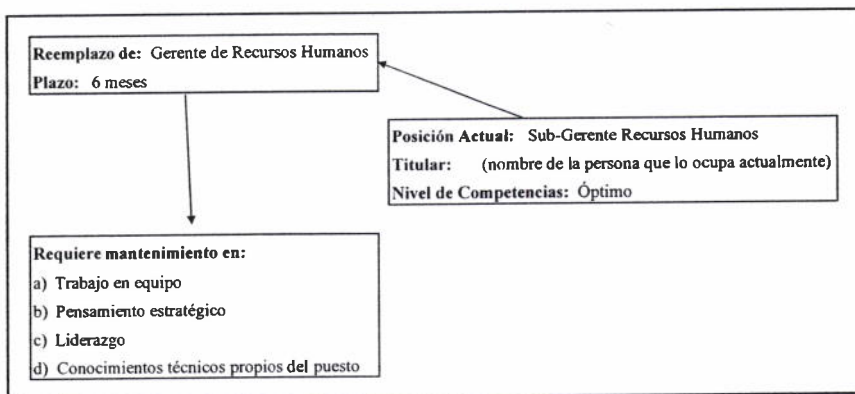 Reemplazo de: Gerente de Recursos Humanos
Plazo: 6 meses
Posición Actual: Sub-Gerente Recursos Humanos
Titular: (nombre de la persona que lo ocupa actualmente)
Nivel de Competencias: Óptimo
Requiere mantenimiento en:
a) Trabajo en equipo
b) Pensamiento estratégico
c) Liderazgo
d) Conocimientos técnicos propios del puesto